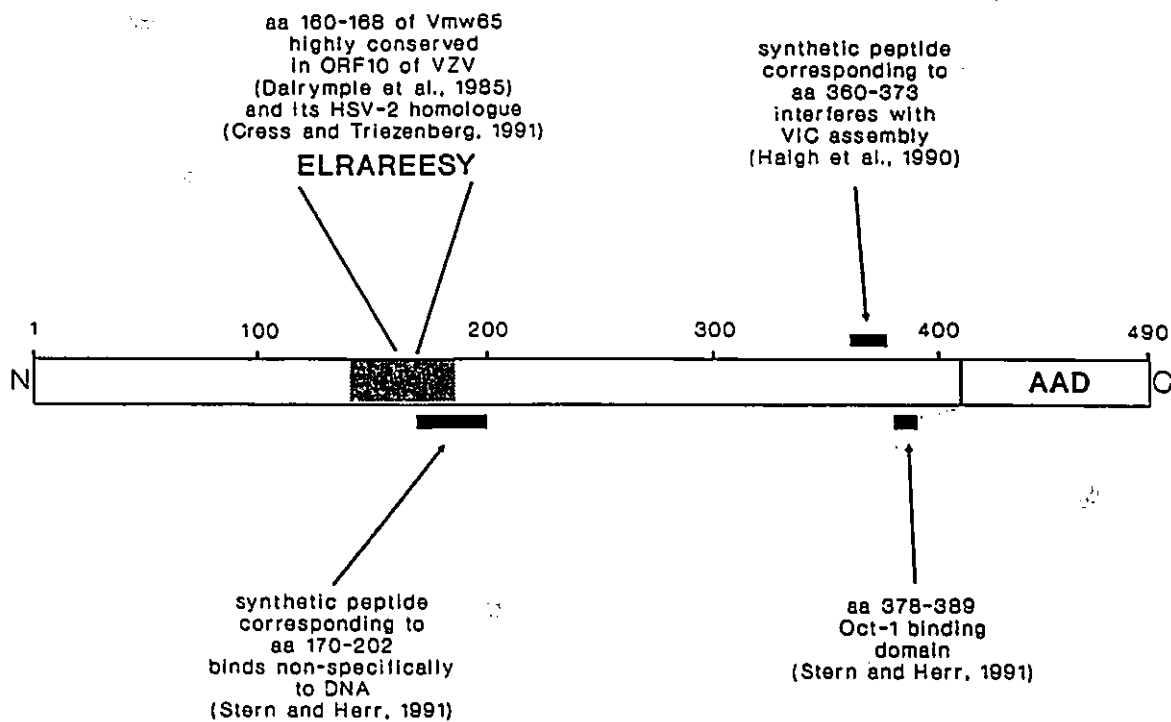 aa 160-168 of Vmw65
highly conserved
in ORF10 of VZV
(Dalrymple et al., 1985)
and its HSV-2 homologue
(Cress and Triezenberg, 1991)
ELRAREESY
synthetic peptide
corresponding to
aa 360-373
interferes with
VIC assembly
(Haigh et al., 1990)
1 100 200 300 400 490
N AAD C
synthetic peptide
corresponding to
aa 170-202
binds non-specifically
to DNA
(Stern and Herr, 1991)
aa 378-389
Oct-1 binding
domain
(Stern and Herr, 1991)